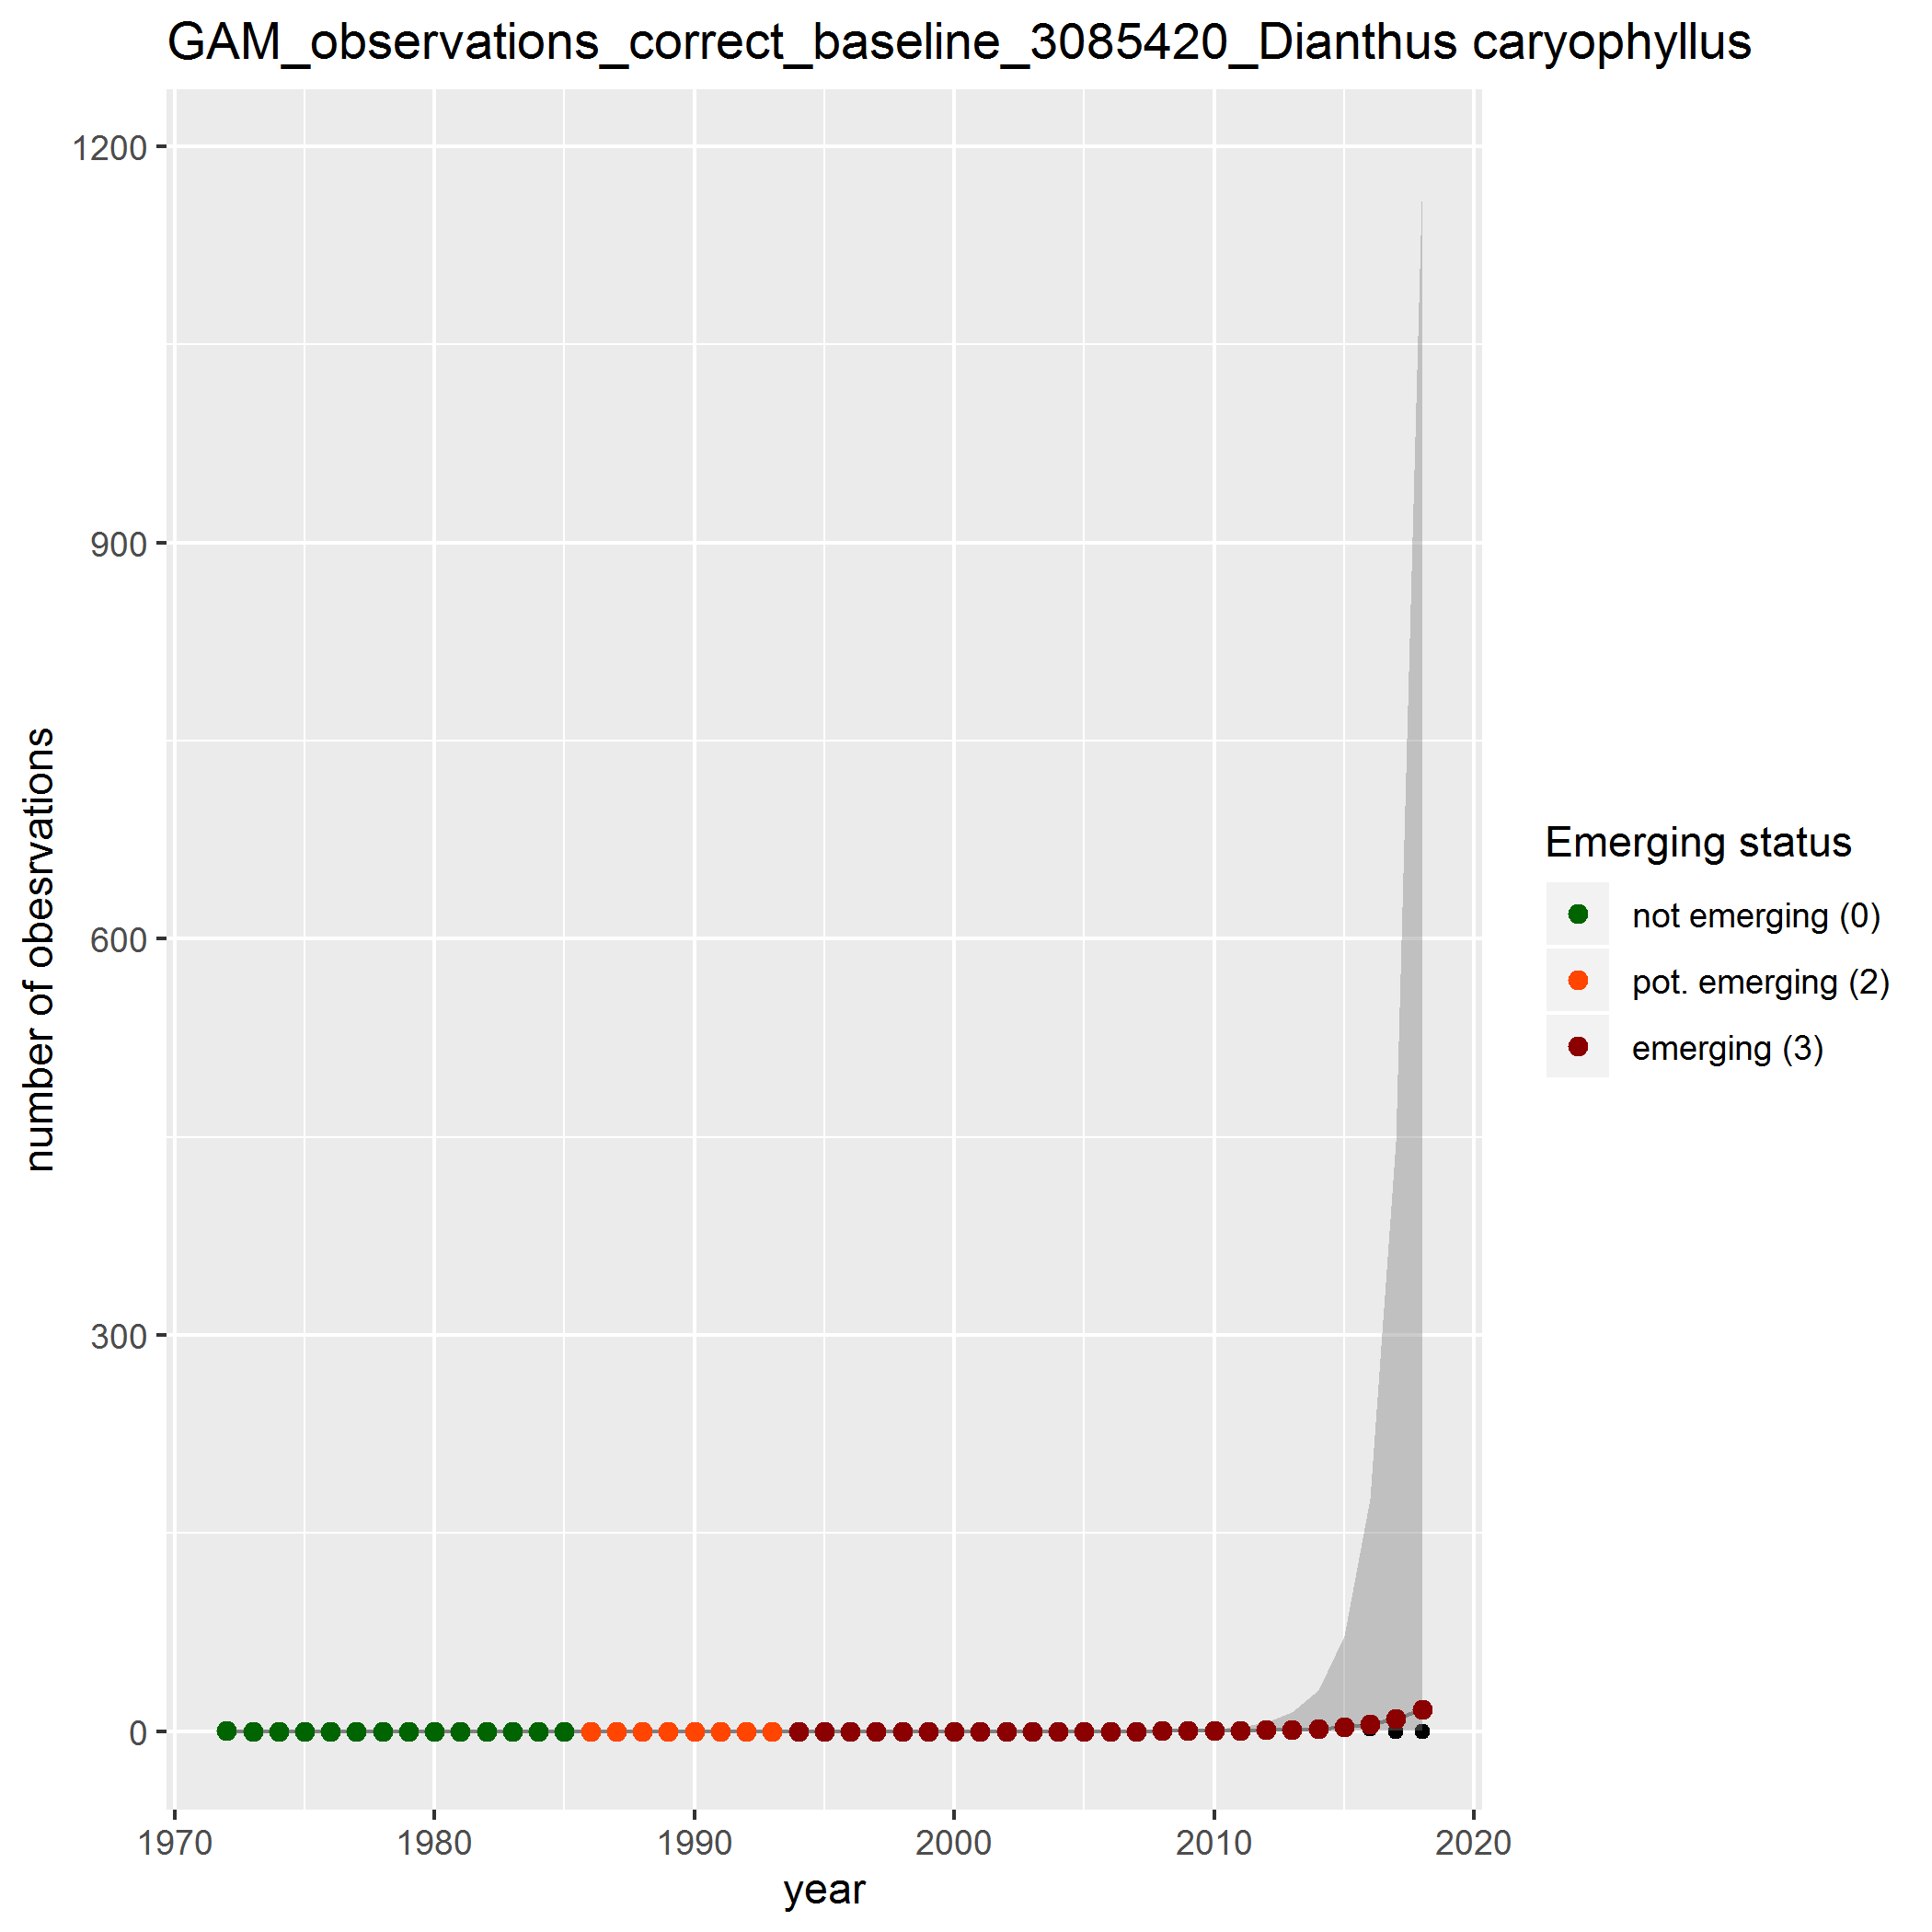 GAM_observations_correct_baseline_3085420_Dianthus caryophyllus
1200
900
600
300
0
number of obesrvations
1970
1980
1990
2000
2010
2020
year
Emerging status
not emerging (0)
pot. emerging (2)
emerging (3)